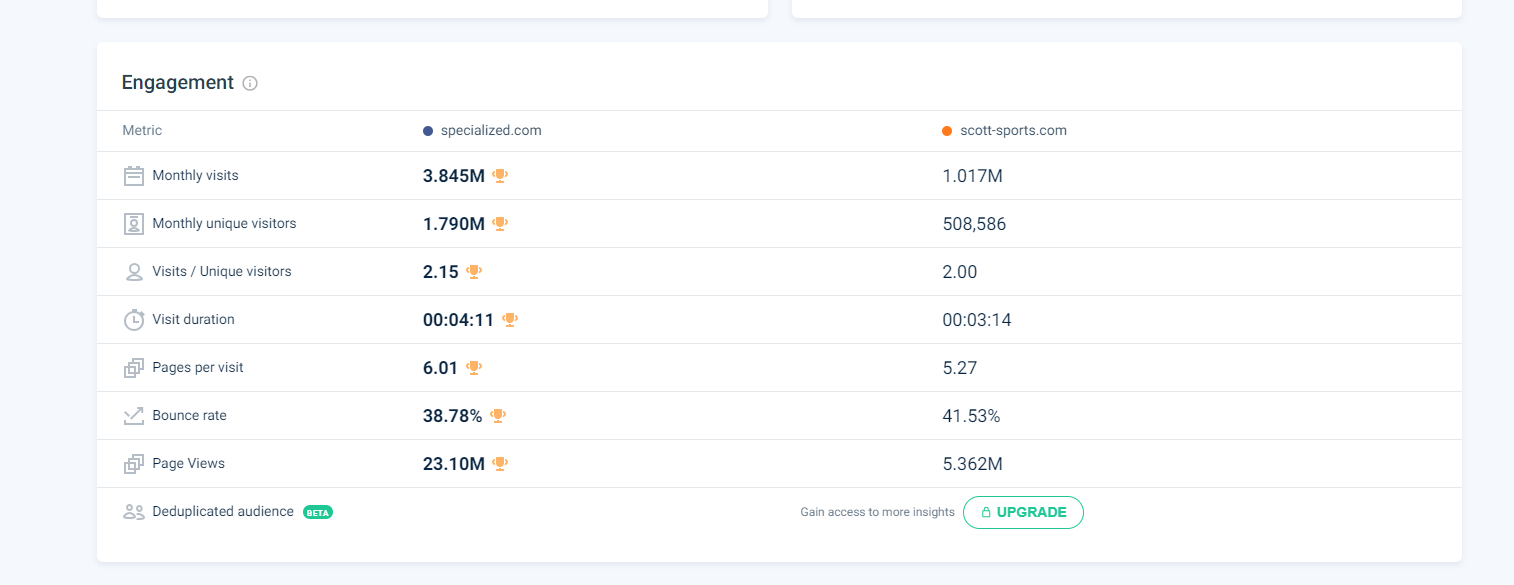 Engagement
Metric specialized.com scott-sports.com
Monthly visits 3.845M 1.017M
Monthly unique visitors 1.790M 508,586
Visits / Unique visitors 2.15 2.00
Visit duration 00:04:11 00:03:14
Pages per visit 6.01 5.27
Bounce rate 38.78% 41.53%
Page Views 23.10M 5.362M
Deduplicated audience BETA Gain access to more insights UPGRADE